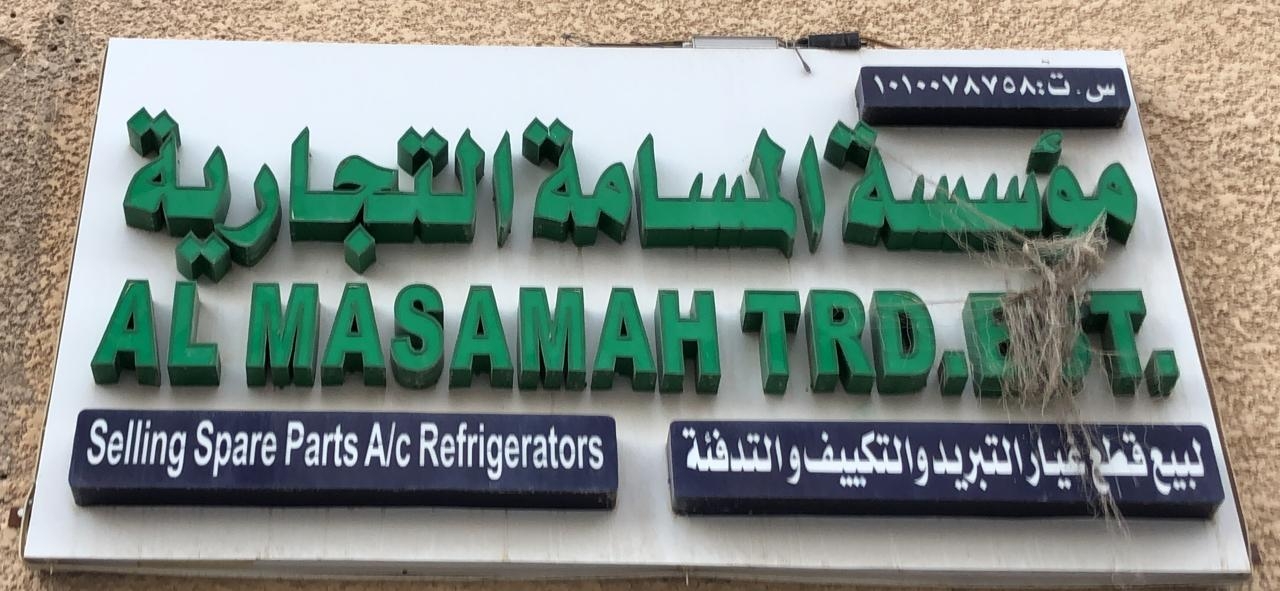 س.ت:١٠١٠٠٧٨٧٥٨
مؤسسة المسامة التجارية
AL MASAMAH TRD. EST.
Selling Spare Parts A/c Refrigerators
لبيع قطع غيار التبريد والتكييف والتدفئة